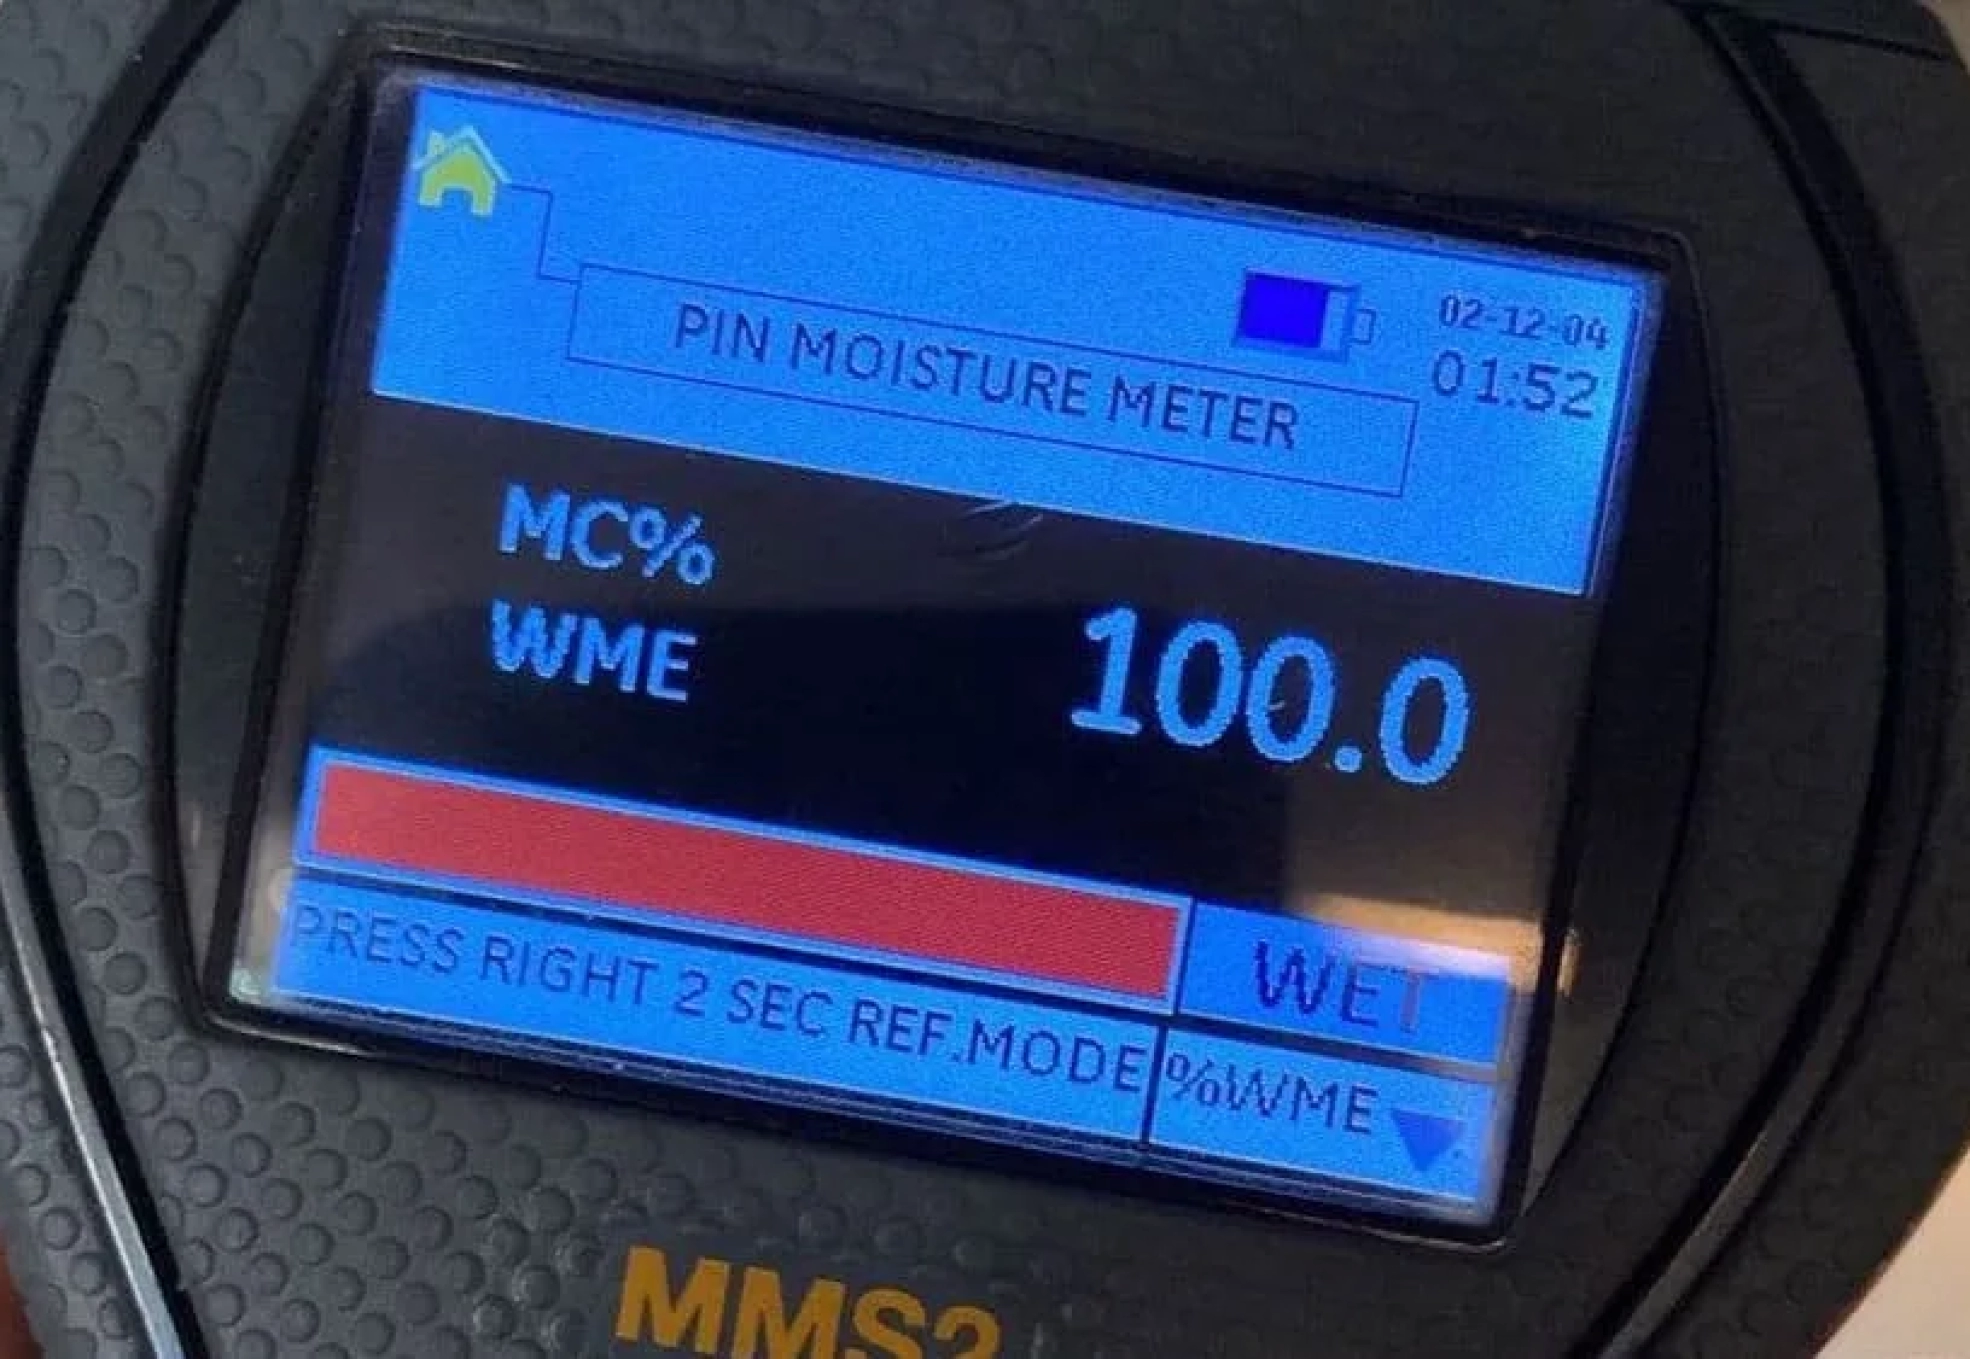 02-12-04
01:52
PIN MOISTURE METER
MC%
WME 100.0
WET
PRESS RIGHT 2 SEC REF.MODE %WME
MMS2